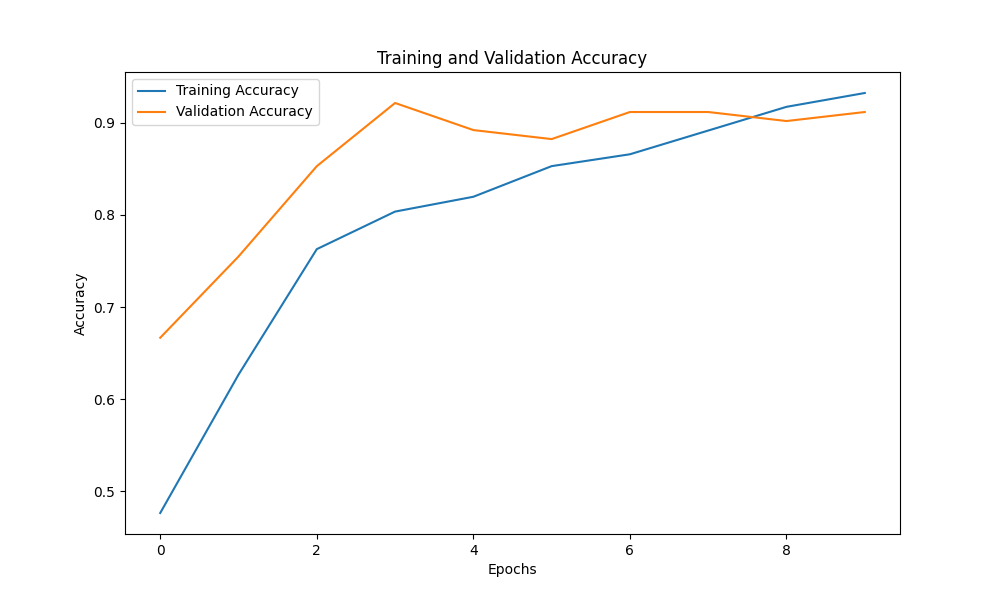 Training and Validation Accuracy
Training Accuracy
Validation Accuracy
0.9
0.8
0.7
0.6
0.5
Accuracy
0 2 4 6 8
Epochs